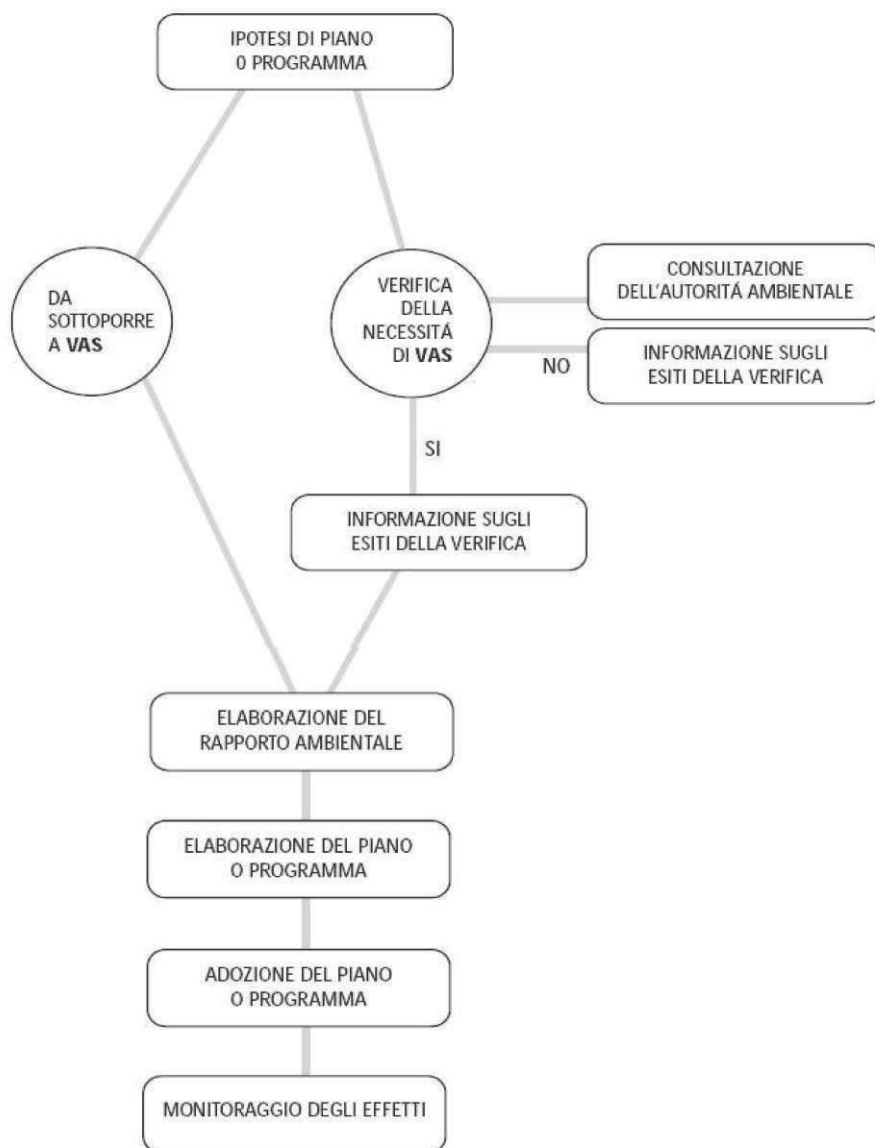 IPOTESI DI PIANO
O PROGRAMMA
DA
SOTTOPORRE
A VAS
VERIFICA
DELLA
NECESSITÁ
DI VAS
CONSULTAZIONE
DELL'AUTORITÁ AMBIENTALE
NO
INFORMAZIONE SUGLI
ESITI DELLA VERIFICA
SI
INFORMAZIONE SUGLI
ESITI DELLA VERIFICA
ELABORAZIONE DEL
RAPPORTO AMBIENTALE
ELABORAZIONE DEL PIANO
O PROGRAMMA
ADOZIONE DEL PIANO
O PROGRAMMA
MONITORAGGIO DEGLI EFFETTI